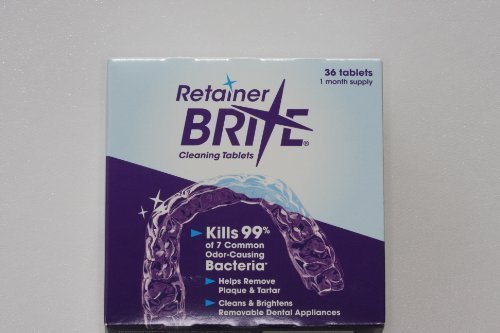 36 tablets
1 month supply
Retainer
BRITE®
Cleaning Tablets
Kills 99%
of 7 Common
Odor-Causing
Bacteria*
Helps Remove
Plaque & Tartar
Cleans & Brightens
Removable Dental Appliances